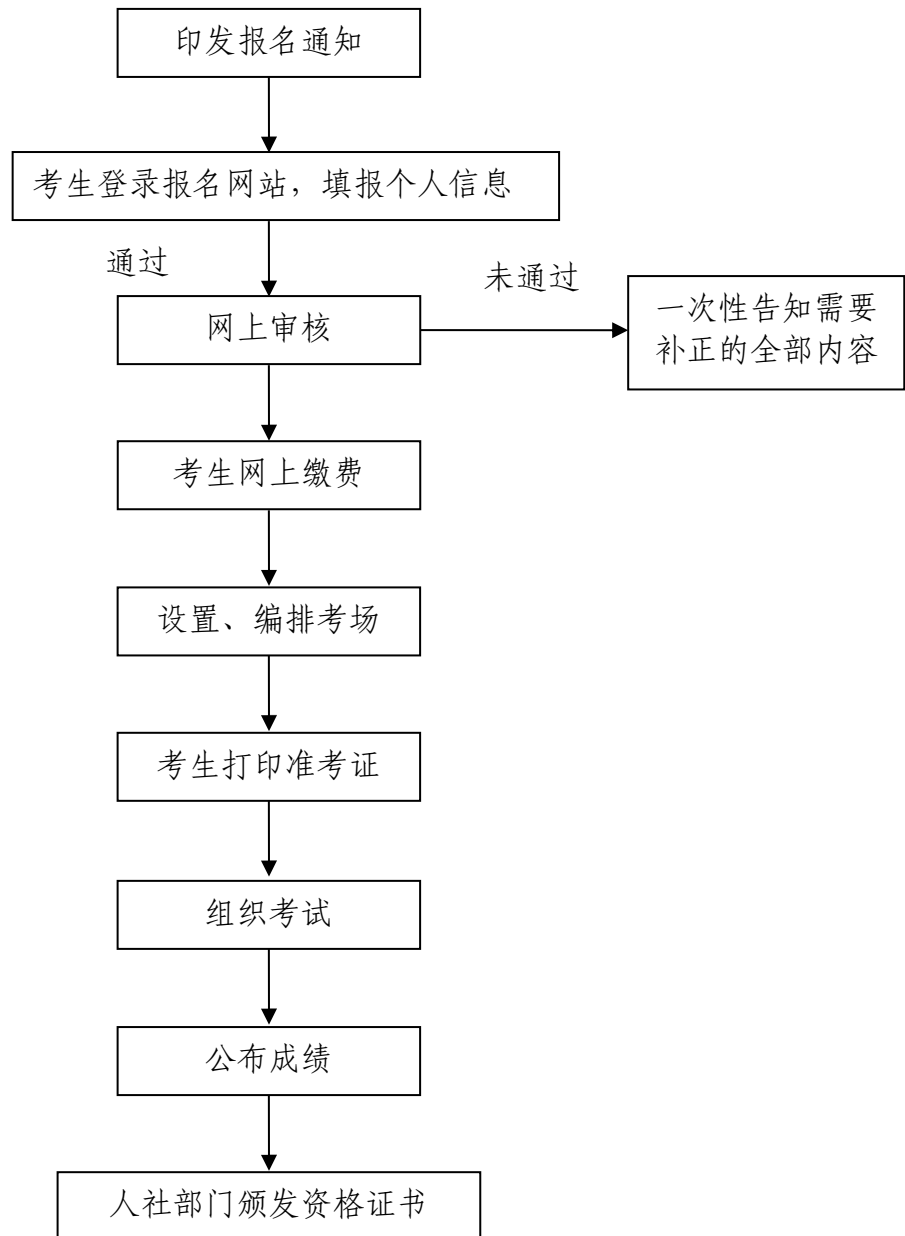 印发报名通知
考生登录报名网站，填报个人信息
通过
未通过
网上审核
一次性告知需要
补正的全部内容
考生网上缴费
设置、编排考场
考生打印准考证
组织考试
公布成绩
人社部门颁发资格证书